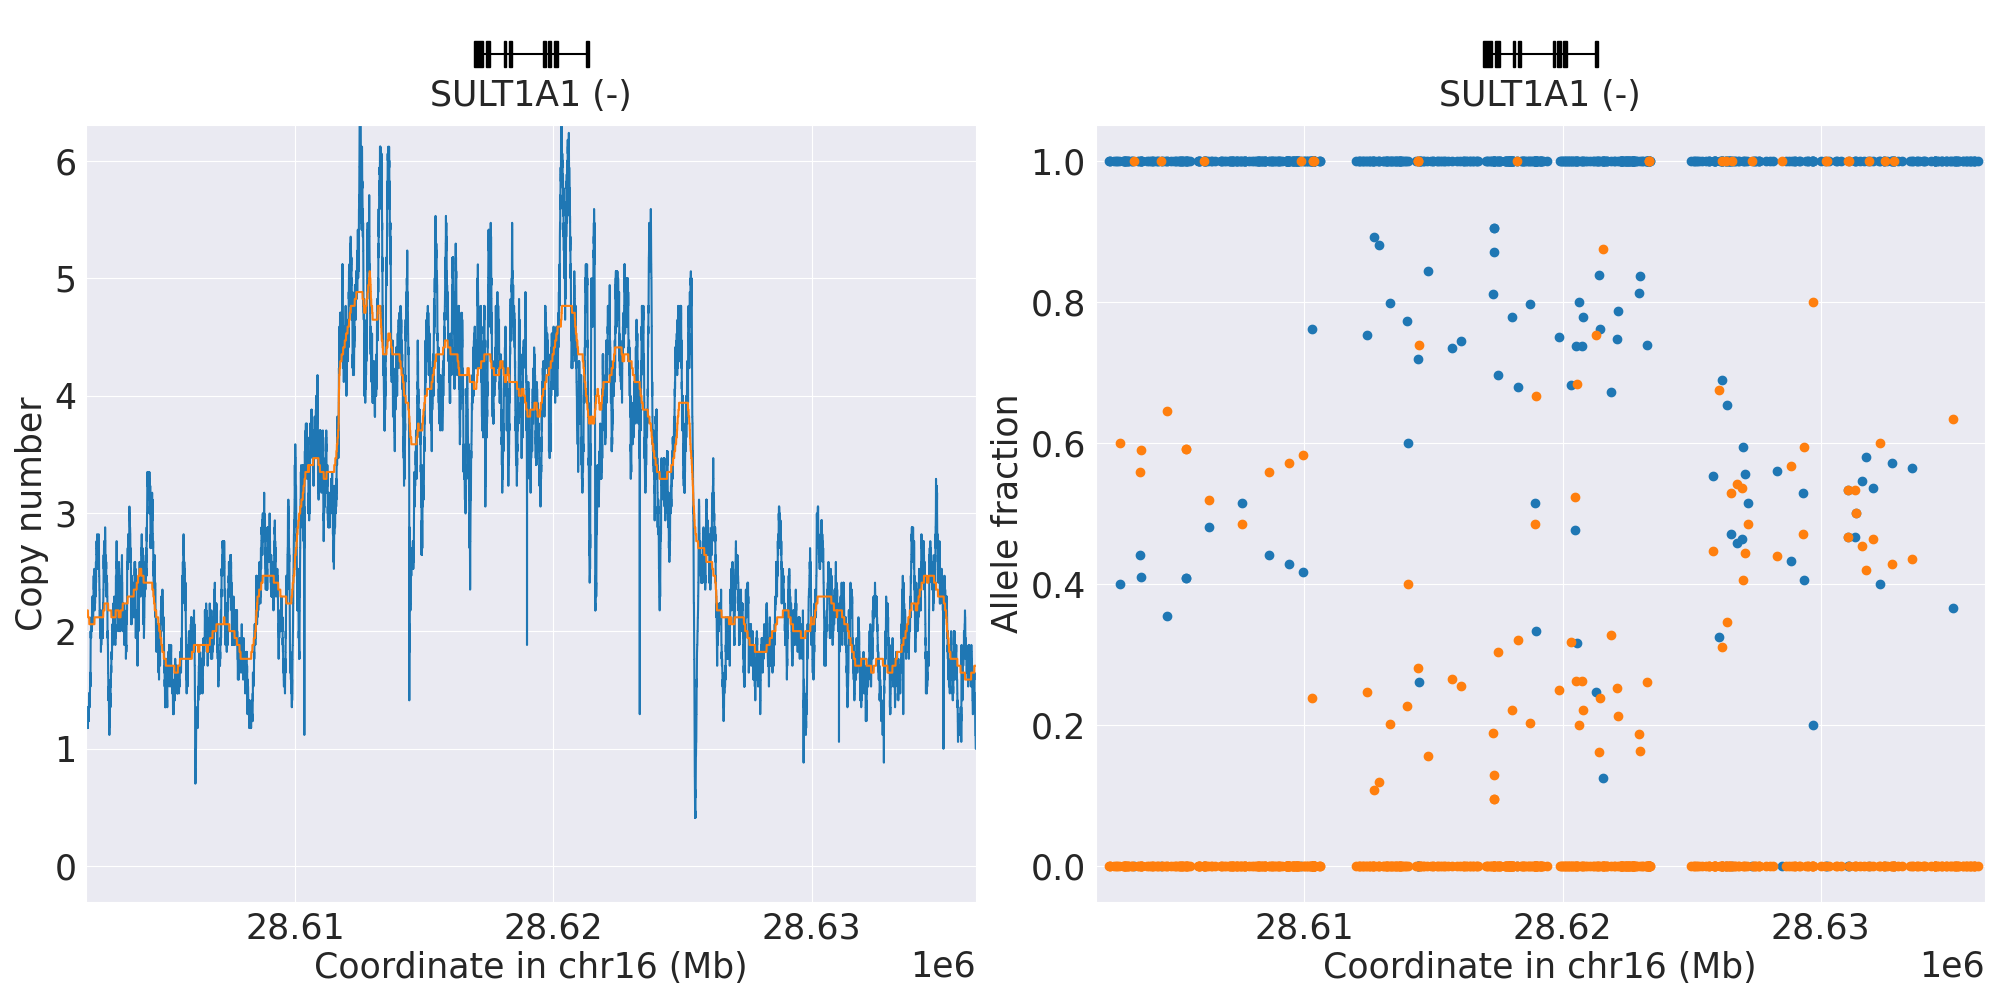 SULT1A1 (-)
6
5
4
3
2
1
0
Copy number
28.61
28.62
28.63
Coordinate in chr16 (Mb)
1e6
SULT1A1 (-)
1.0
0.8
0.6
0.4
0.2
0.0
Allele fraction
28.61
28.62
28.63
Coordinate in chr16 (Mb)
1e6